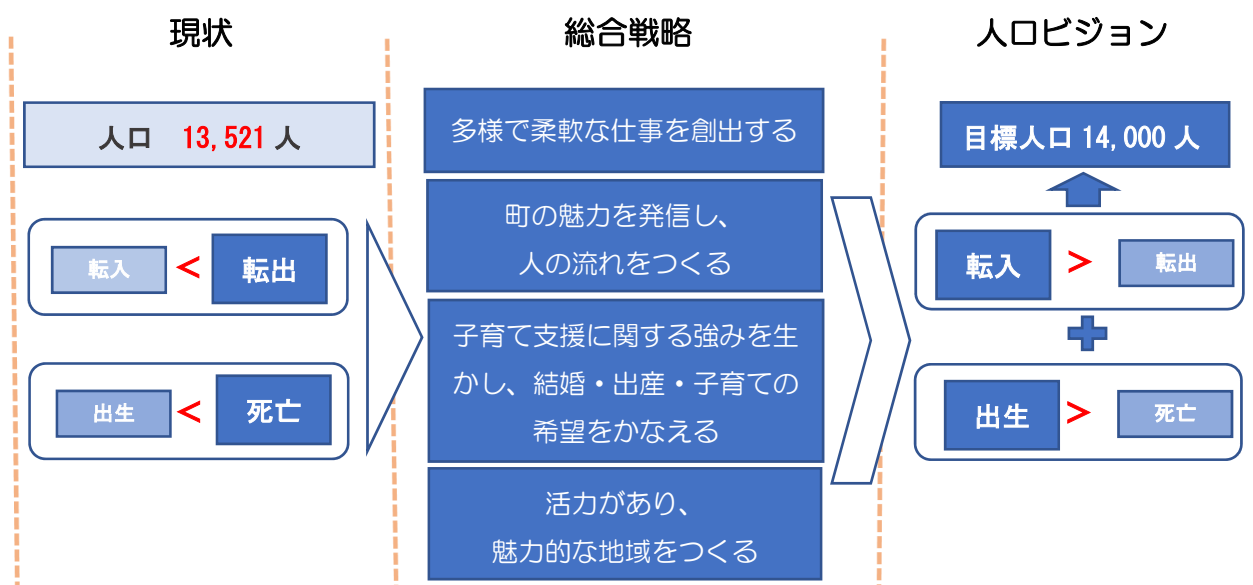 現状
人口 13,521 人
転入 < 転出
出生 < 死亡
総合戦略
多様で柔軟な仕事を創出する
町の魅力を発信し、
人の流れをつくる
子育て支援に関する強みを生
かし、結婚・出産・子育ての
希望をかなえる
活力があり、
魅力的な地域をつくる
人口ビジョン
目標人口 14,000 人
転入 > 転出
出生 > 死亡